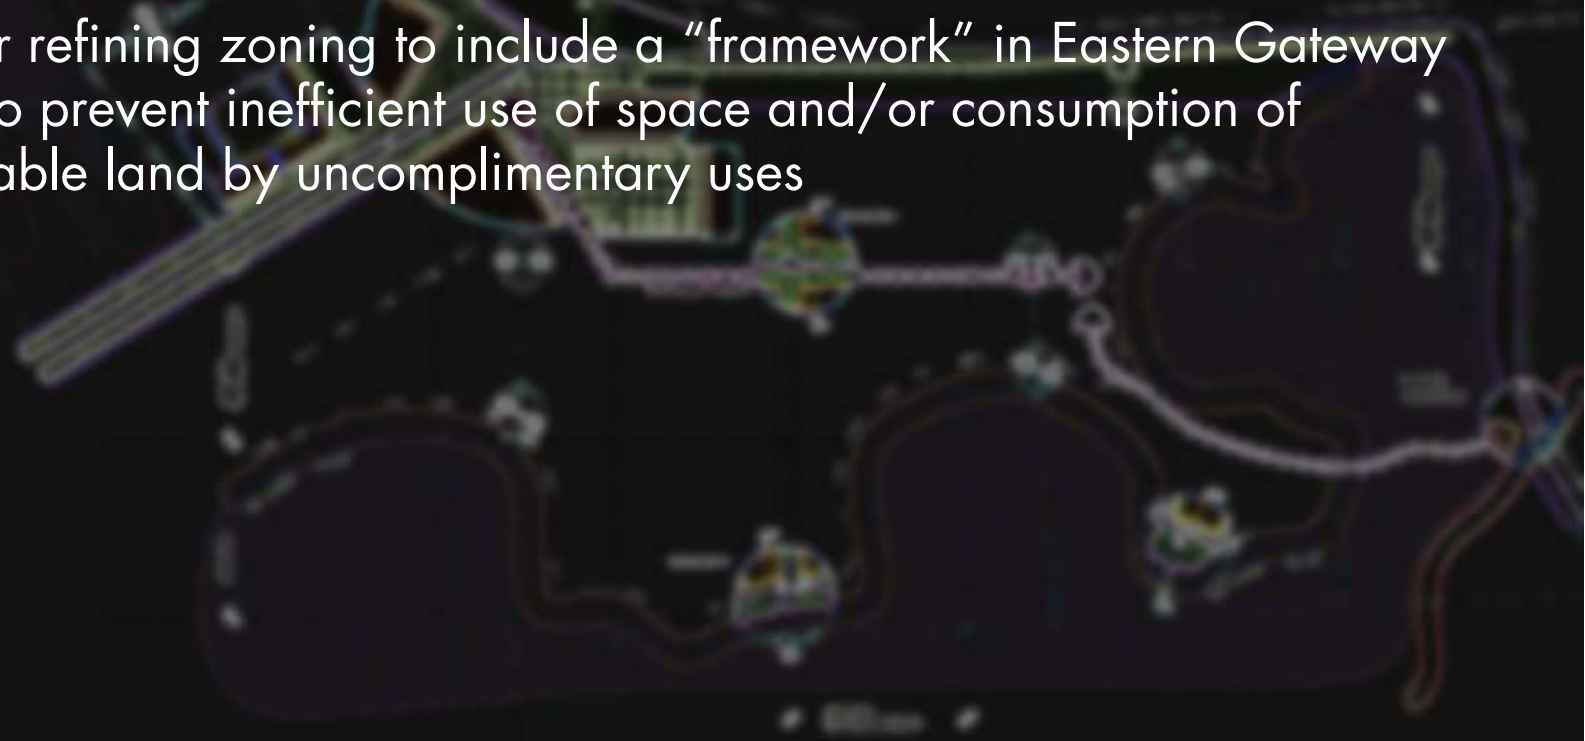 r refining zoning to include a “framework” in Eastern Gateway
o prevent inefficient use of space and/or consumption of
able land by uncomplimentary uses